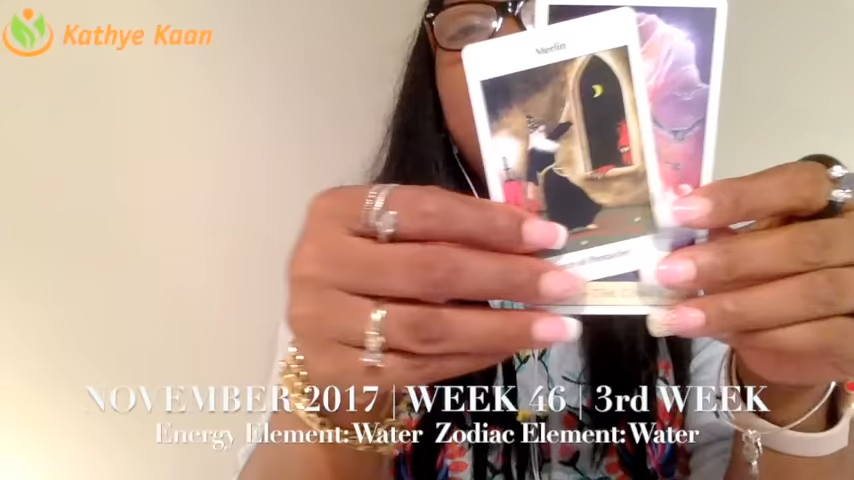 Kathye Kaan
Merlin
NOVEMBER 2017 | WEEK 46 | 3rd WEEK
Energy Element:Water Zodiac Element:Water